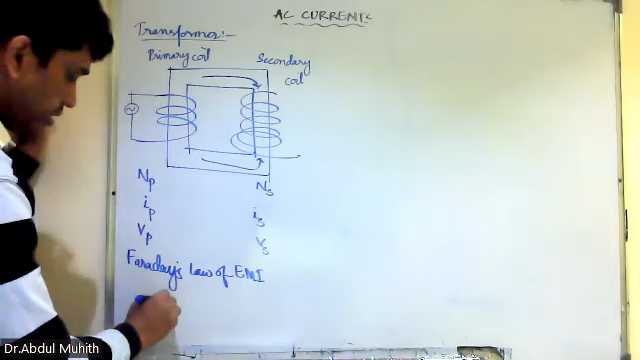 AC CURRENTS
Transformer:-
Primary coil
Secondary
coil
Np
Ns
ip
is
Vp
Vs
Faraday's Law of EMI
Dr.Abdul Muhith